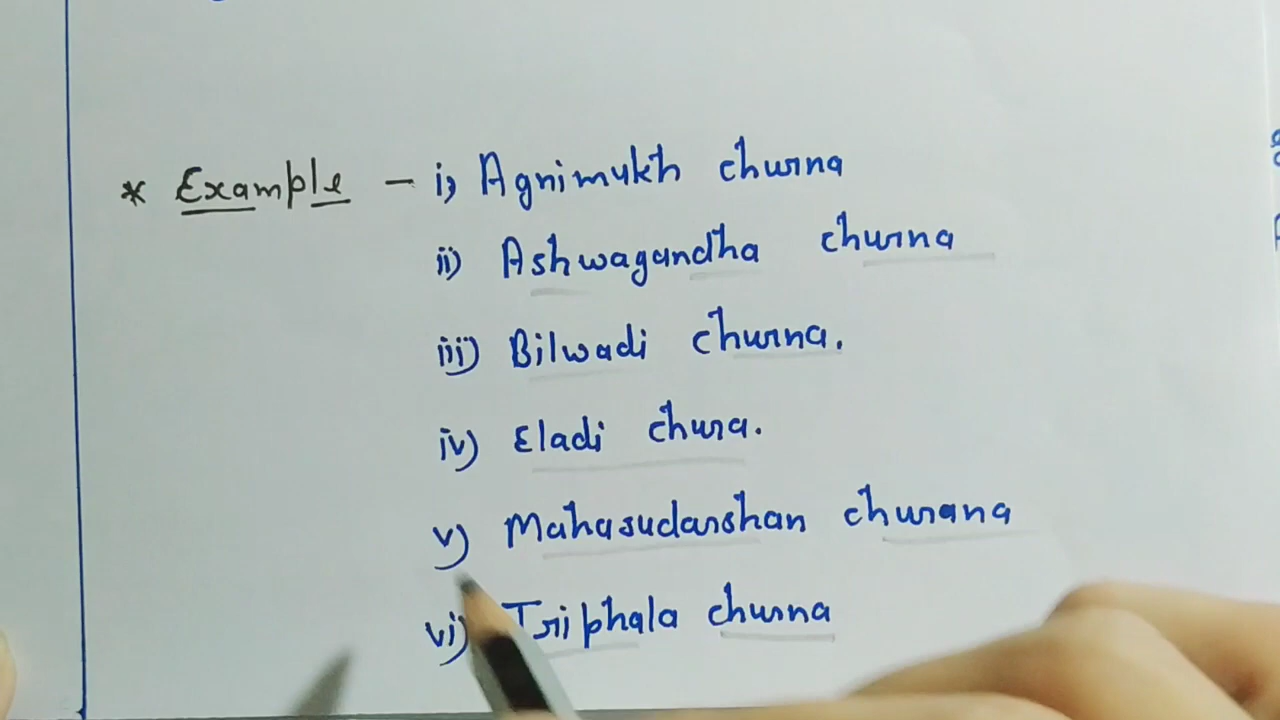 * Example - i) Agnimukh churna
ii) Ashwagandha churna
iii) Bilwadi churna.
iv) Eladi chura.
v) Mahasudarshan churana
vi) Triphala churna